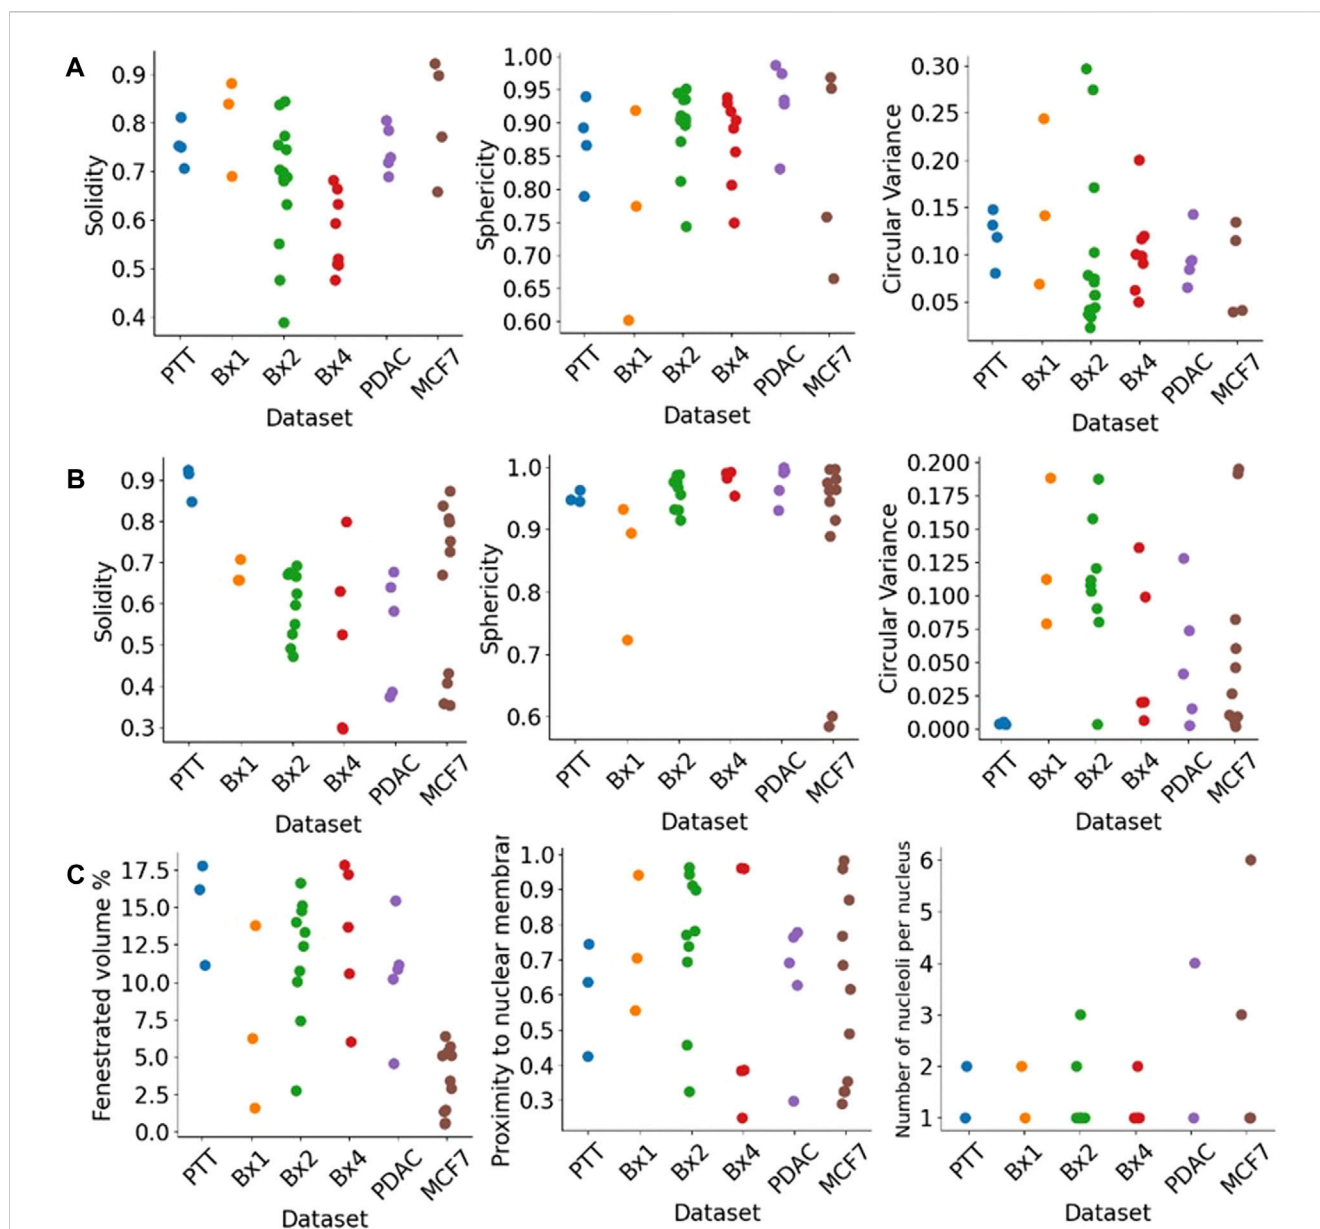 A
Solidity
0.9
0.8
0.7
0.6
0.5
0.4
PTT Bx1 Bx2 Bx4 PDAC MCF7
Dataset
Sphericity
1.00
0.95
0.90
0.85
0.80
0.75
0.70
0.65
0.60
PTT Bx1 Bx2 Bx4 PDAC MCF7
Dataset
Circular Variance
0.30
0.25
0.20
0.15
0.10
0.05
PTT Bx1 Bx2 Bx4 PDAC MCF7
Dataset
B
Solidity
0.9
0.8
0.7
0.6
0.5
0.4
0.3
PTT Bx1 Bx2 Bx4 PDAC MCF7
Dataset
Sphericity
1.0
0.9
0.8
0.7
0.6
PTT Bx1 Bx2 Bx4 PDAC MCF7
Dataset
Circular Variance
0.200
0.175
0.150
0.125
0.100
0.075
0.050
0.025
0.000
PTT Bx1 Bx2 Bx4 PDAC MCF7
Dataset
C
Fenestrated volume %
17.5
15.0
12.5
10.0
7.5
5.0
2.5
0.0
PTT Bx1 Bx2 Bx4 PDAC MCF7
Dataset
Proximity to nuclear membrar
1.0
0.9
0.8
0.7
0.6
0.5
0.4
0.3
PTT Bx1 Bx2 Bx4 PDAC MCF7
Dataset
Number of nucleoli per nucleus
6
5
4
3
2
1
PTT Bx1 Bx2 Bx4 PDAC MCF7
Dataset